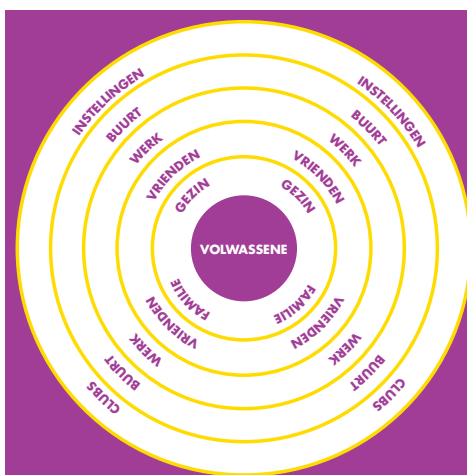 INSTELLINGEN INSTELLINGEN
BUURT BUURT
WERK WERK
VRIENDEN VRIENDEN
GEZIN GEZIN
VOLWASSENE
FAMILIE FAMILIE
VRIENDEN VRIENDEN
WERK WERK
BUURT BUURT
CLUBS CLUBS